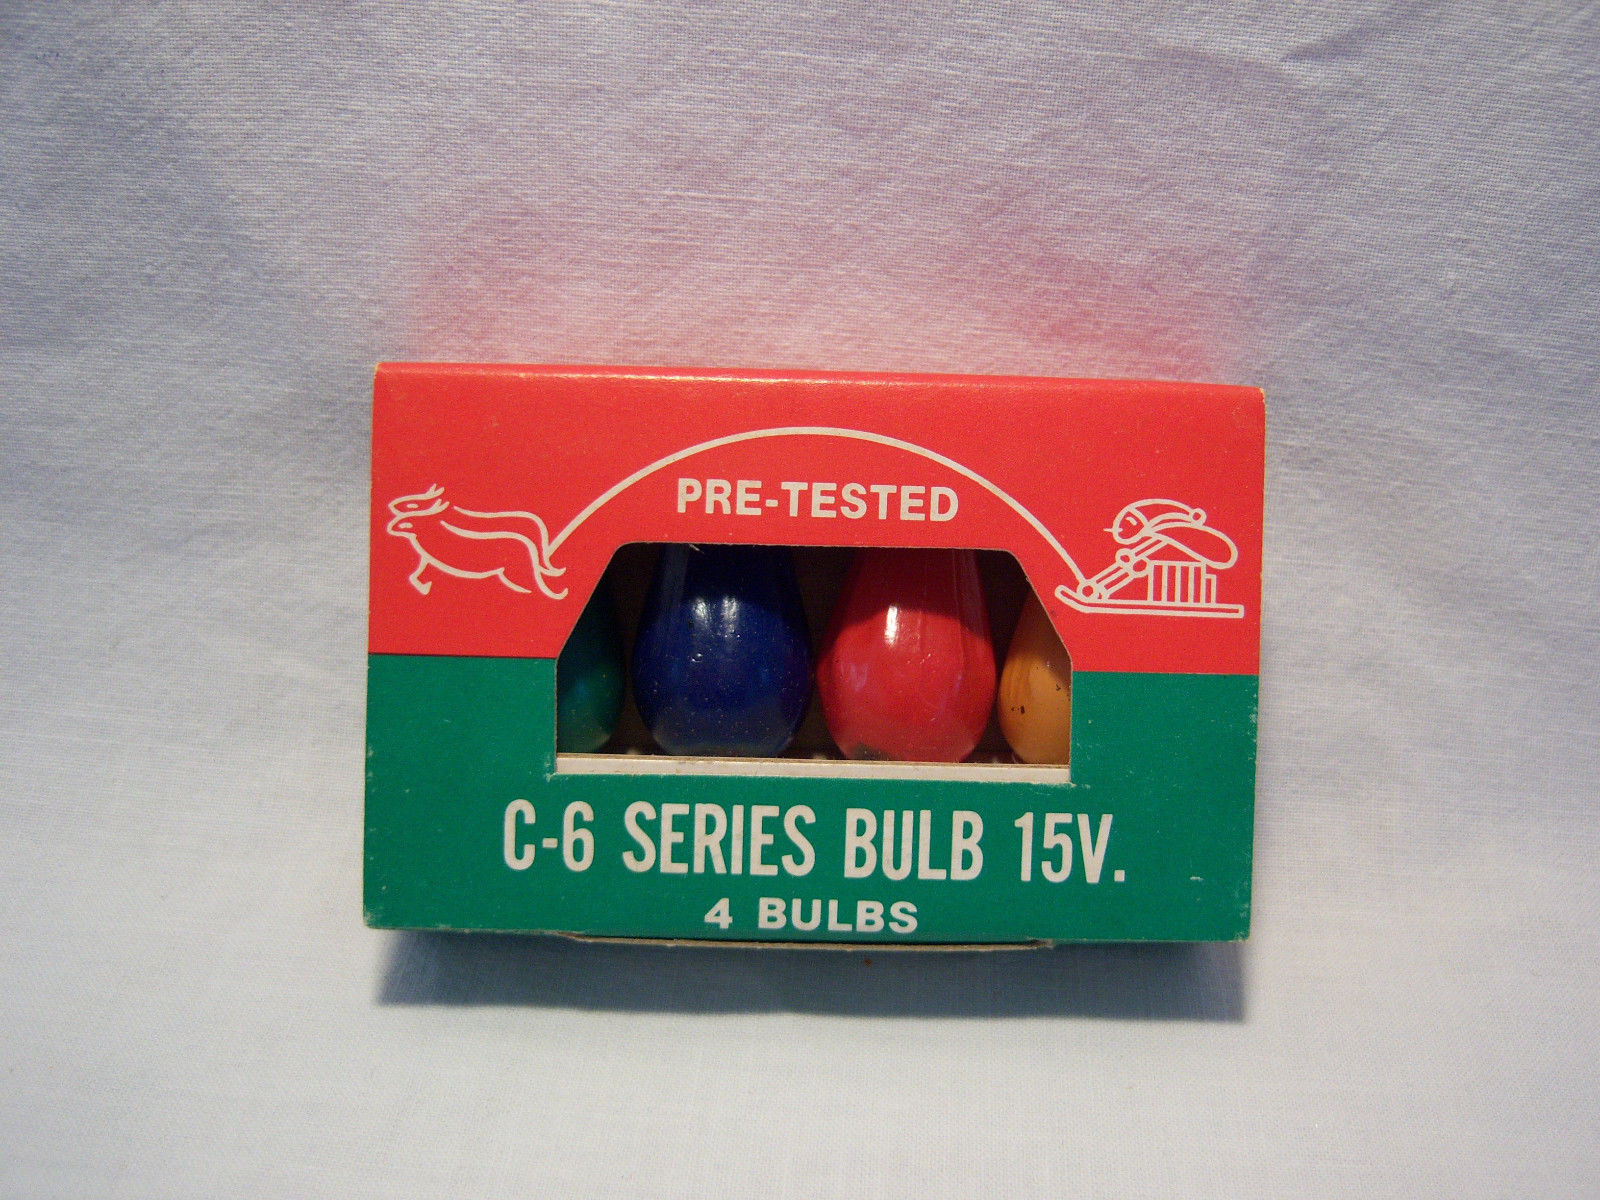 PRE-TESTED
C-6 SERIES BULB 15V.
4 BULBS